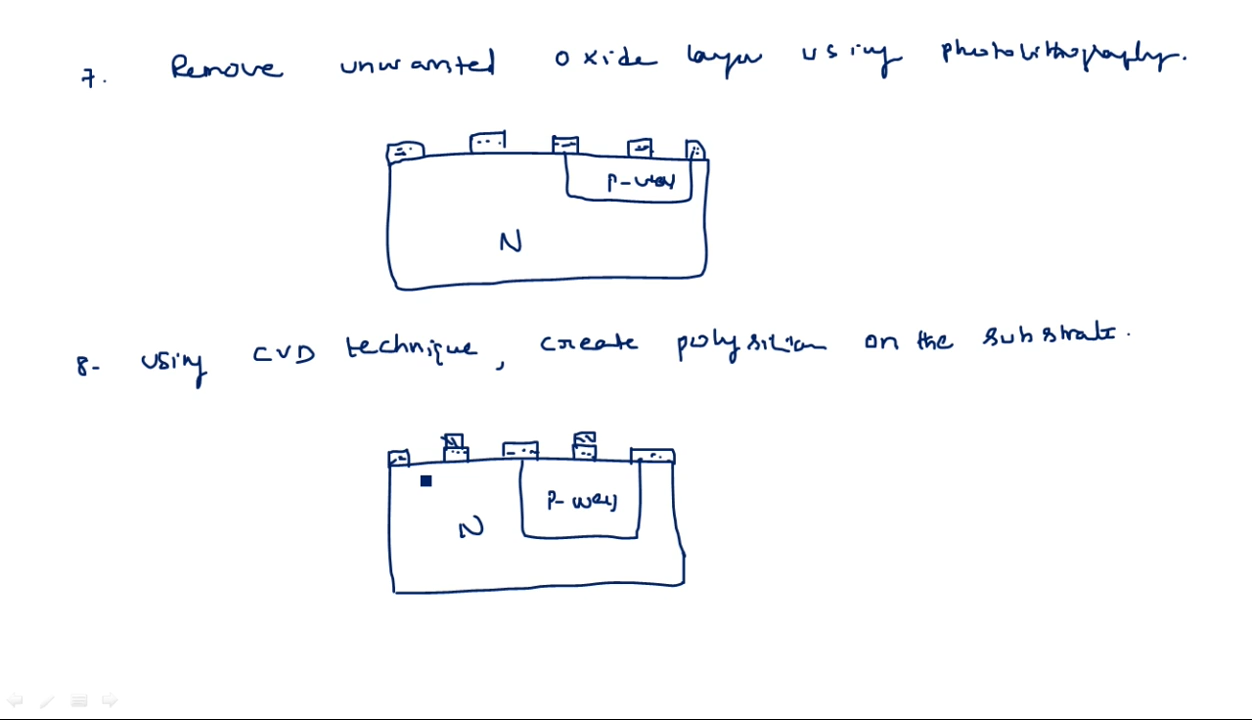 7. Remove unwanted oxide layer using photolithography.
P-well
N
8- Using CVD technique, create polysilicon on the substrate.
P-well
N